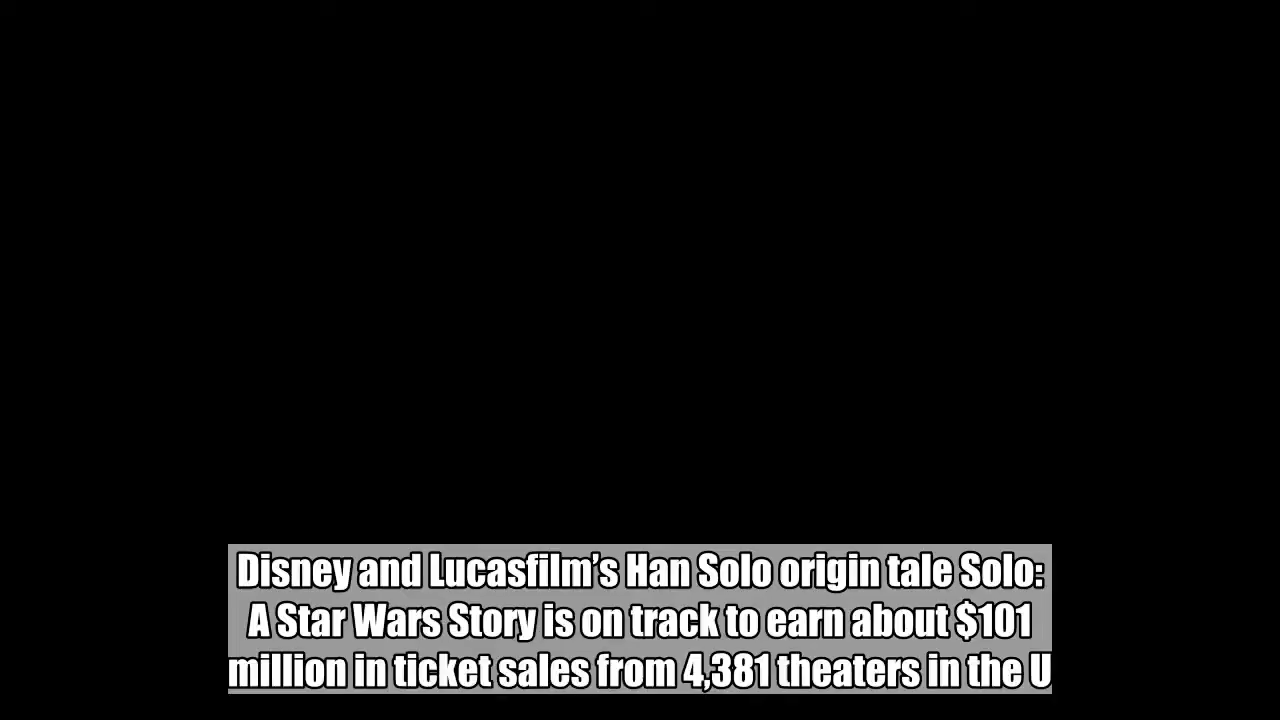 Disney and Lucasfilm’s Han Solo origin tale Solo:
A Star Wars Story is on track to earn about $101
million in ticket sales from 4,381 theaters in the U